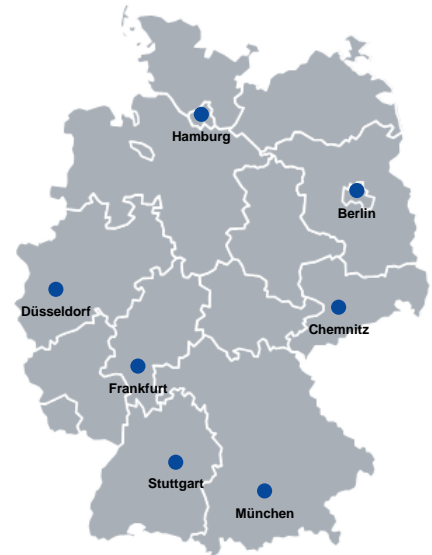 Hamburg
Berlin
Düsseldorf
Chemnitz
Frankfurt
Stuttgart
München